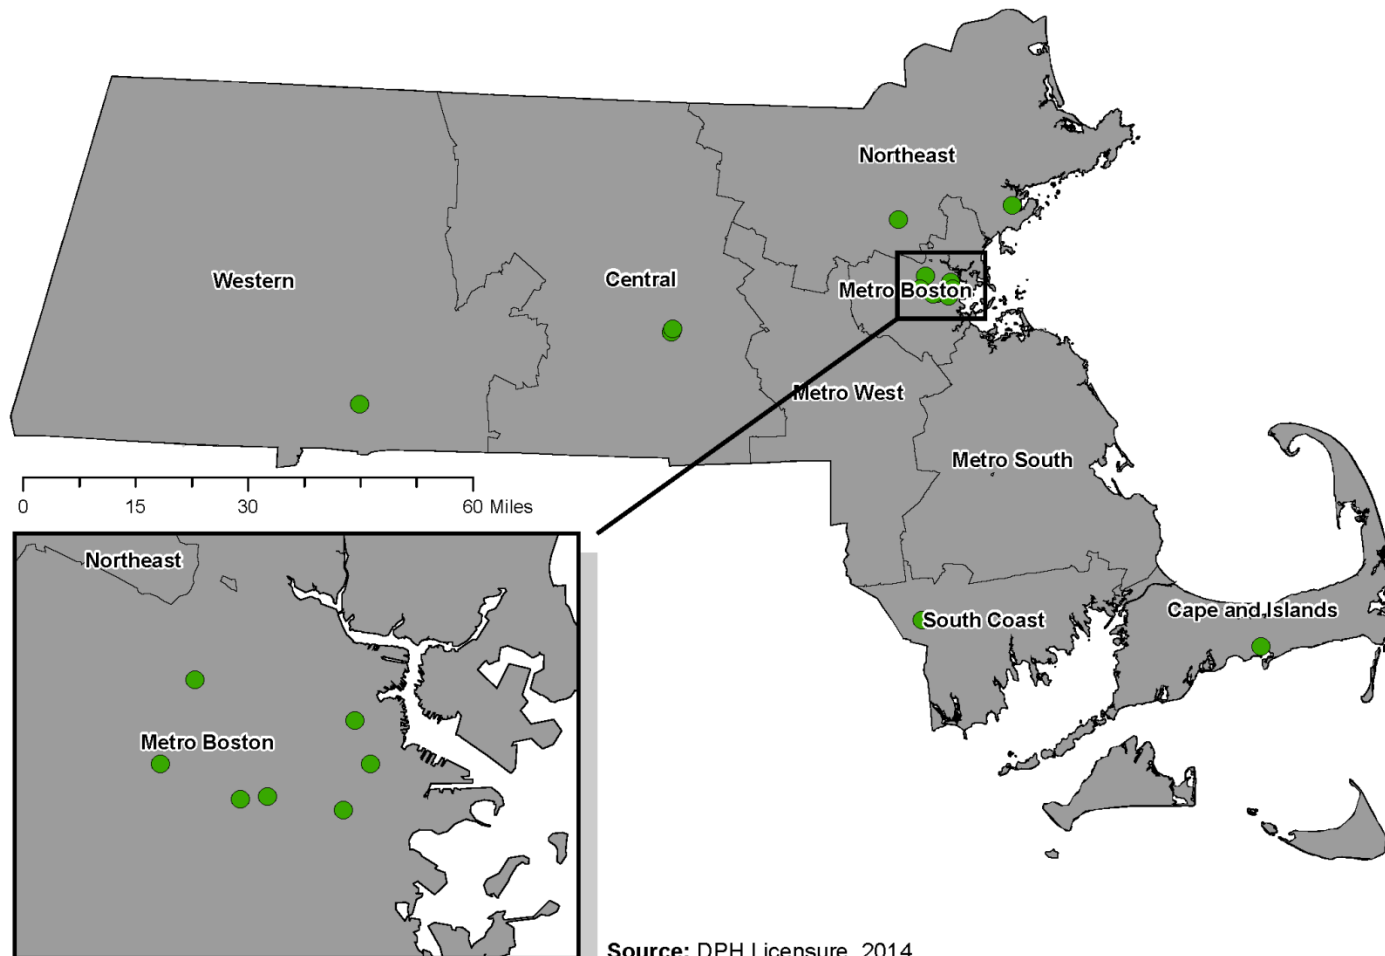 Northeast
Western
Central
Metro Boston
Metro West
Metro South
0 15 30 60 Miles
Northeast
Metro Boston
South Coast
Cape and Islands
Source: DPH Licensure, 2014